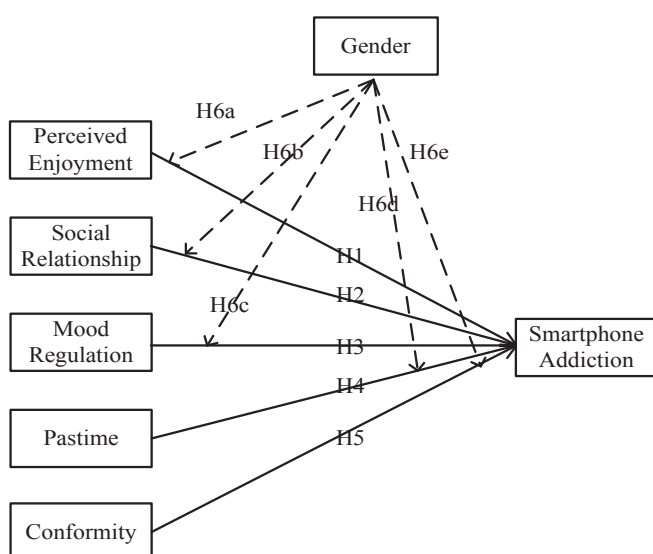 Gender
H6a
Perceived
Enjoyment
H6b
H6e
H6d
Social
Relationship
H1
H2
H6c
Mood
Regulation
H3
Smartphone
Addiction
H4
Pastime
H5
Conformity